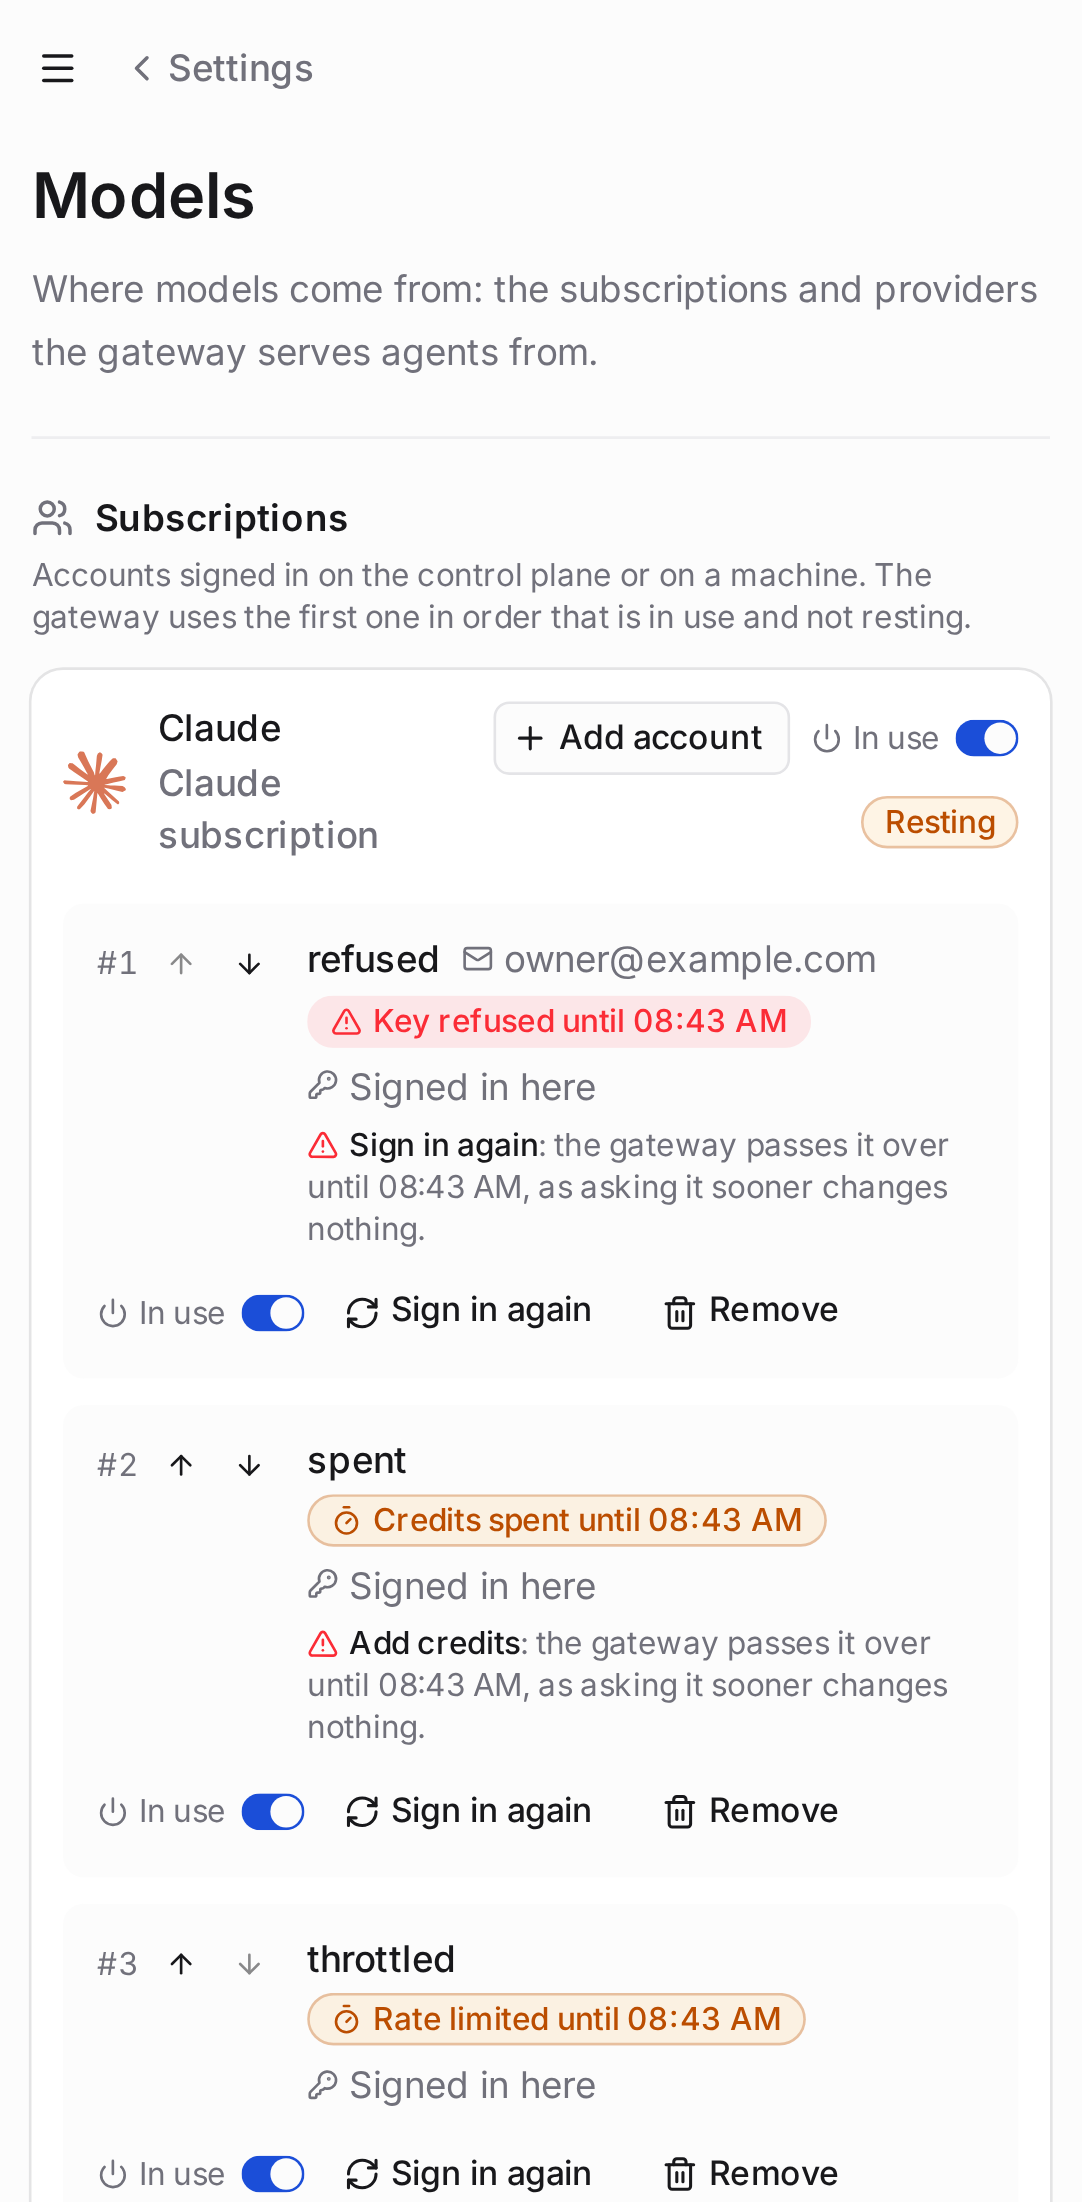 Settings
Models
Where models come from: the subscriptions and providers
the gateway serves agents from.
Subscriptions
Accounts signed in on the control plane or on a machine. The
gateway uses the first one in order that is in use and not resting.
Claude
Claude
subscription
Add account
In use
Resting
#1
refused owner@example.com
Key refused until 08:43 AM
Signed in here
Sign in again: the gateway passes it over
until 08:43 AM, as asking it sooner changes
nothing.
In use Sign in again Remove
#2
spent
Credits spent until 08:43 AM
Signed in here
Add credits: the gateway passes it over
until 08:43 AM, as asking it sooner changes
nothing.
In use Sign in again Remove
#3
throttled
Rate limited until 08:43 AM
Signed in here
In use Sign in again Remove